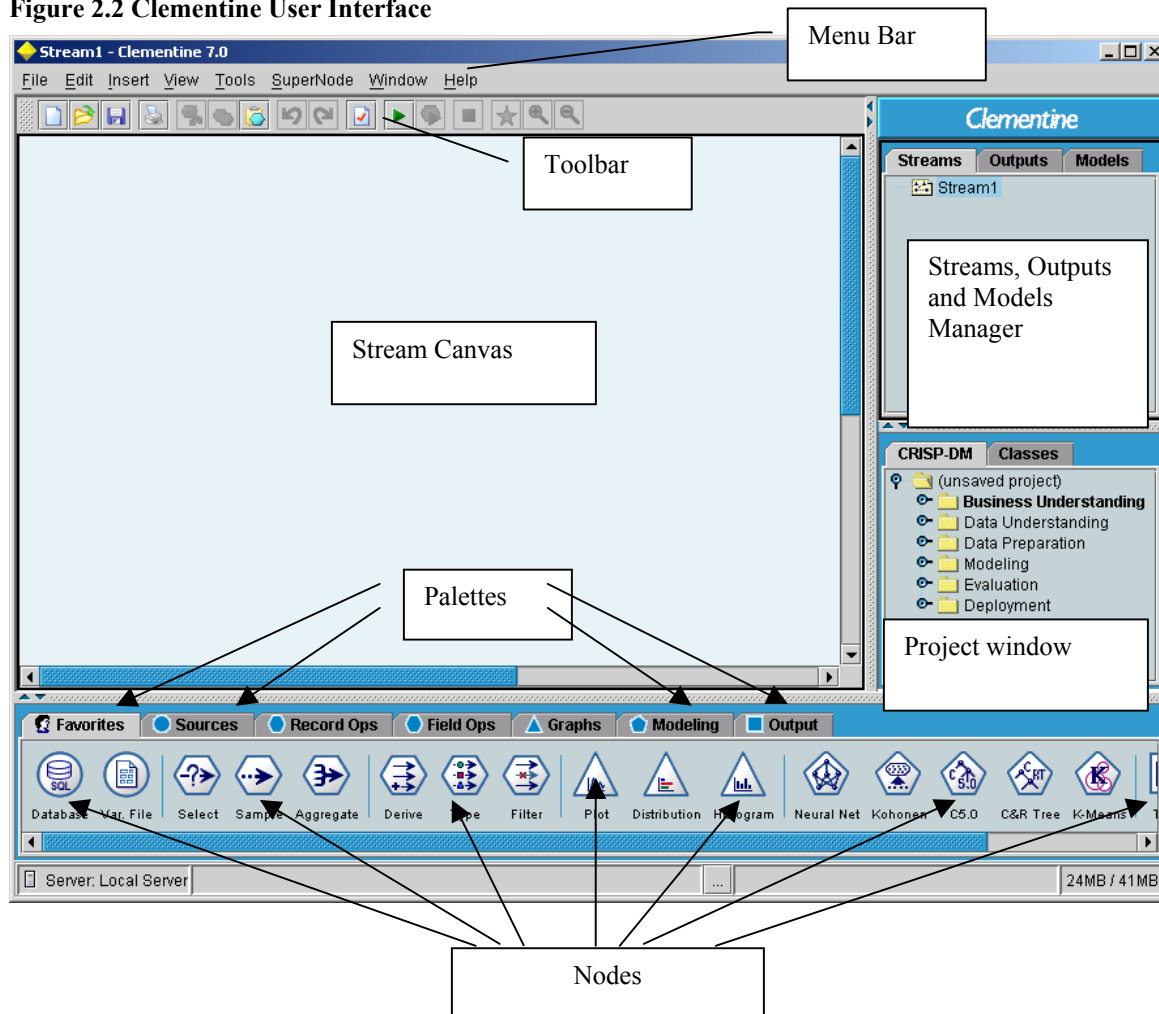 Figure 2.2 Clementine User Interface
Menu Bar
Stream1 - Clementine 7.0
File Edit Insert View Tools SuperNode Window Help
Clementine
Toolbar
Streams Outputs Models
Stream1
Streams, Outputs
and Models
Manager
Stream Canvas
CRISP-DM Classes
(unsaved project)
Business Understanding
Data Understanding
Data Preparation
Modeling
Evaluation
Deployment
Palettes
Project window
Favorites Sources Record Ops Field Ops Graphs Modeling Output
SQL
-?
C 5.0
C RT
K
Database Var. File Select Sample Aggregate Derive Type Filter Plot Distribution Histogram Neural Net Kohonen C5.0 C&R Tree K-Means T
Server: Local Server ... 24MB / 41MB
Nodes